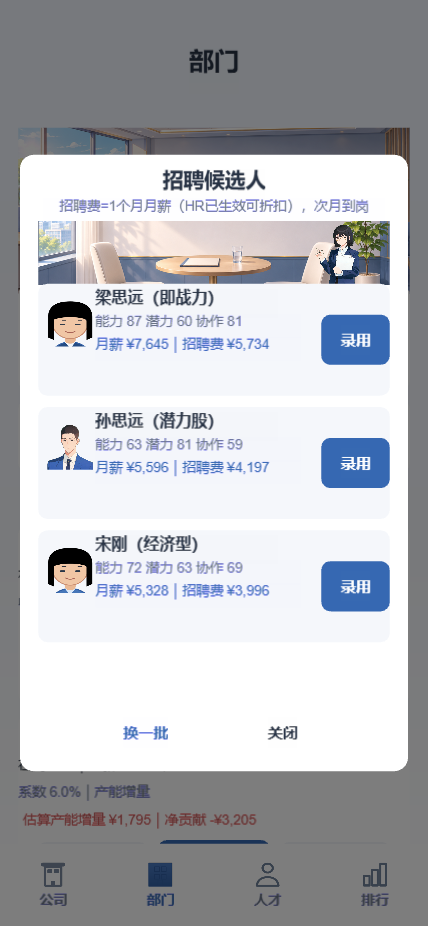 部门
招聘候选人
招聘费=1个月月薪（HR已生效可折扣），次月到岗
梁思远（即战力）
能力 87 潜力 60 协作 81
月薪 ¥7,645｜招聘费 ¥5,734
录用
孙思远（潜力股）
能力 63 潜力 81 协作 59
月薪 ¥5,596｜招聘费 ¥4,197
录用
宋刚（经济型）
能力 72 潜力 63 协作 69
月薪 ¥5,328｜招聘费 ¥3,996
录用
换一批 关闭
系数 6.0%｜产能增量
估算产能增量 ¥1,795｜净贡献 -¥3,205
公司 部门 人才 排行